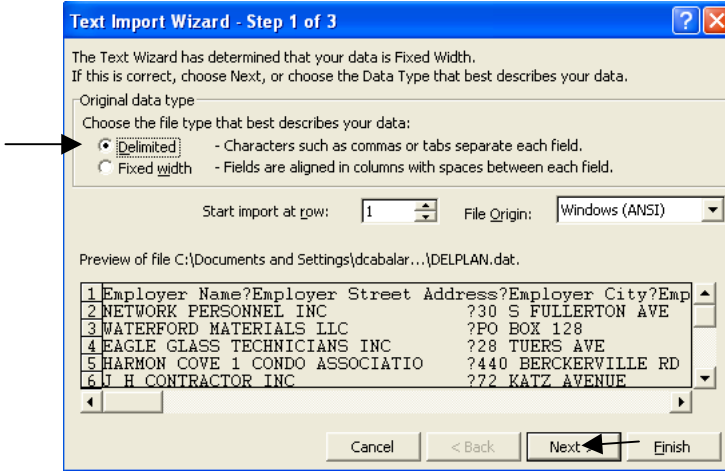 Text Import Wizard - Step 1 of 3
The Text Wizard has determined that your data is Fixed Width.
If this is correct, choose Next, or choose the Data Type that best describes your data.
Original data type
Choose the file type that best describes your data:
Delimited - Characters such as commas or tabs separate each field.
Fixed width - Fields are aligned in columns with spaces between each field.
Start import at row: 1 File Origin: Windows (ANSI)
Preview of file C:\Documents and Settings\dcabalar...\DELPLAN.dat.
1 Employer Name?Employer Street Address?Employer City?Emp
2 NETWORK PERSONNEL INC ?30 S FULLERTON AVE
3 WATERFORD MATERIALS LLC ?PO BOX 128
4 EAGLE GLASS TECHNICIANS INC ?28 TUERS AVE
5 HARMON COVE 1 CONDO ASSOCIATIO ?440 BERCKERVILLE RD
6 J H CONTRACTOR INC ?72 KATZ AVENUE
Cancel < Back Next > Finish